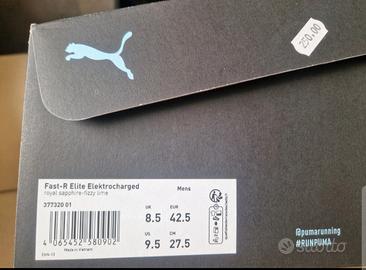 250.00
Fast-R Elite Elektrocharged
royal sapphire-fizzy lime
Mens
377320 01
UK EUR
8.5 42.5
US CM
9.5 27.5
4 065452 580902
Made in Vietnam
@pumarunning
#RUNPUMA
subito